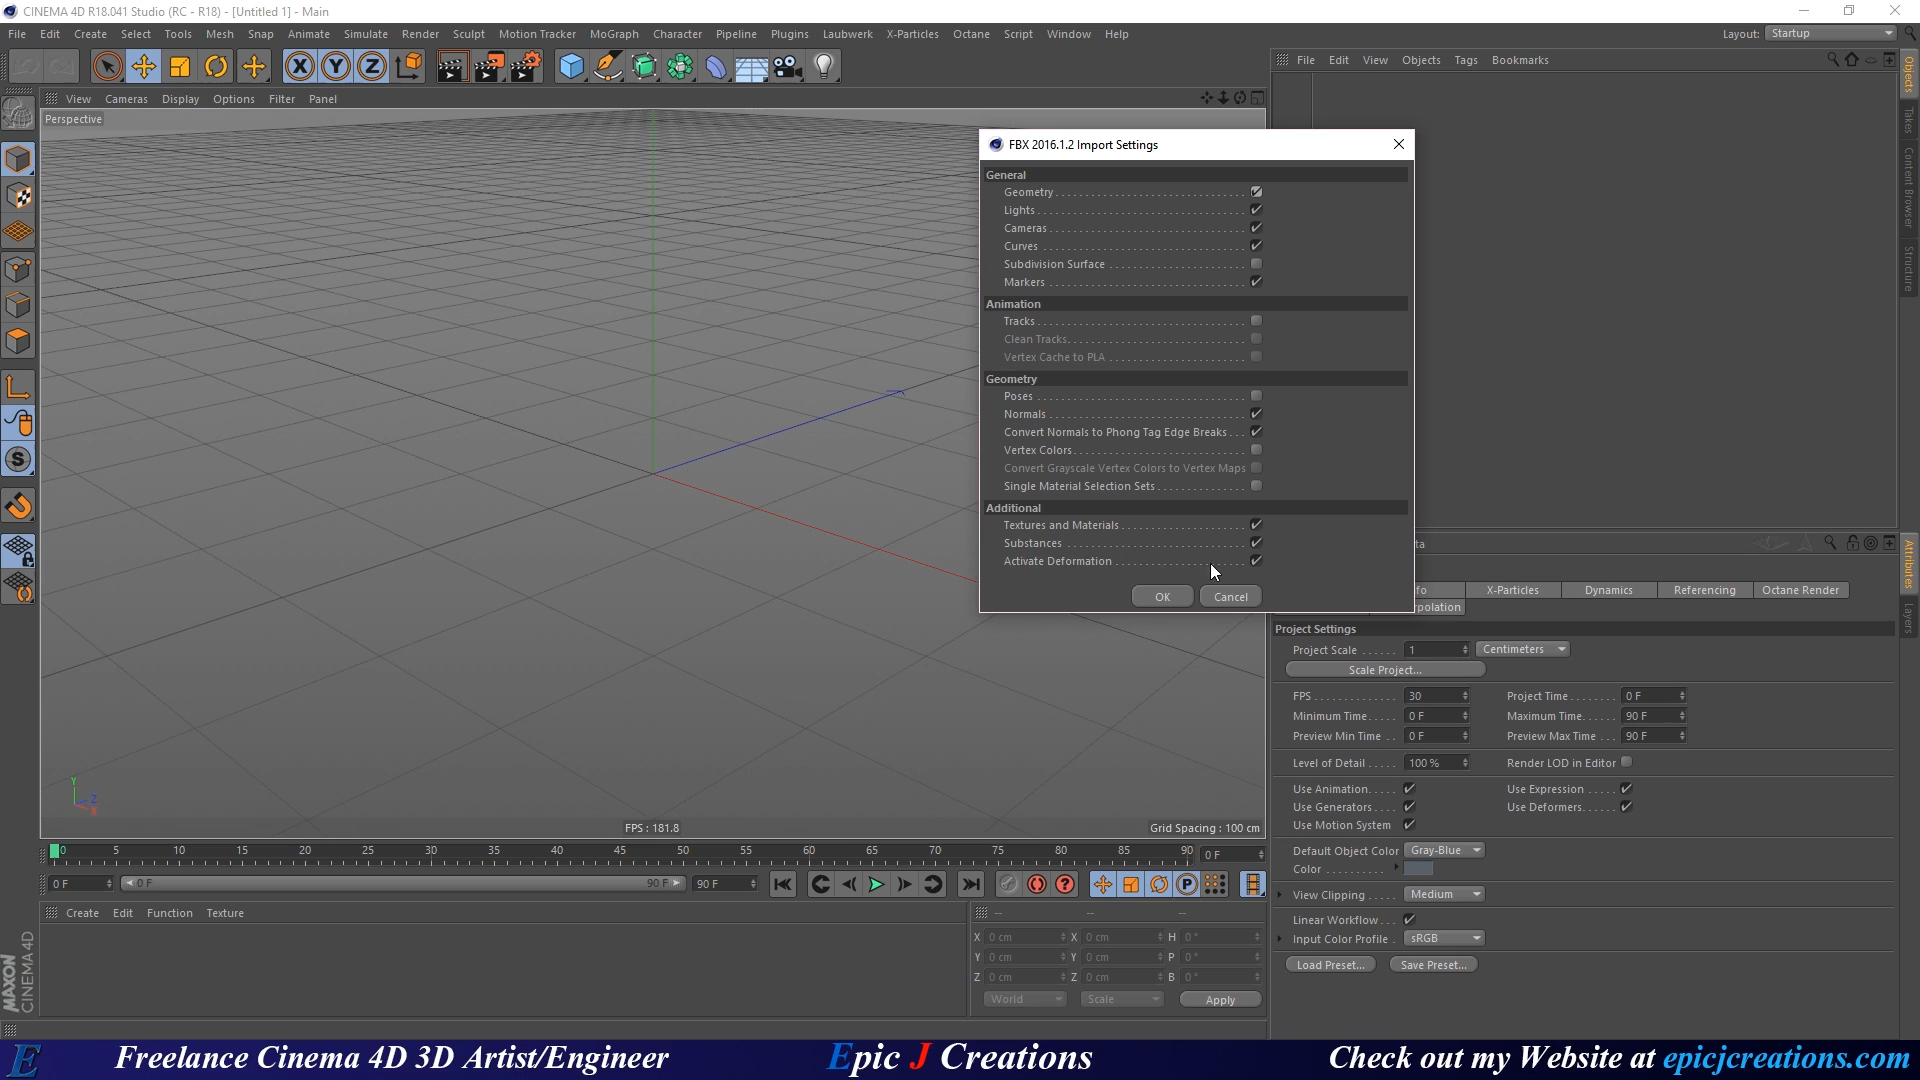 CINEMA 4D R18.041 Studio (RC - R18) - [Untitled 1] - Main
File Edit Create Select Tools Mesh Snap Animate Simulate Render Sculpt Motion Tracker MoGraph Character Pipeline Plugins Laubwerk X-Particles Octane Script Window Help
Layout: Startup
File Edit View Objects Tags Bookmarks
View Cameras Display Options Filter Panel
Perspective
Objects
Takes
Content Browser
Structure
FBX 2016.1.2 Import Settings
General
Geometry
Lights
Cameras
Curves
Subdivision Surface
Markers
Animation
Tracks
Clean Tracks
Vertex Cache to PLA
Geometry
Poses
Normals
Convert Normals to Phong Tag Edge Breaks
Vertex Colors
Convert Grayscale Vertex Colors to Vertex Maps
Single Material Selection Sets
Additional
Textures and Materials
Substances
Activate Deformation
OK Cancel
ta
Attributes
Layers
fo X-Particles Dynamics Referencing Octane Render
polation
Project Settings
Project Scale 1 Centimeters
Scale Project...
FPS 30 Project Time 0 F
Minimum Time 0 F Maximum Time 90 F
Preview Min Time 0 F Preview Max Time 90 F
Level of Detail 100 % Render LOD in Editor
Use Animation Use Expression
Use Generators Use Deformers
Use Motion System
Default Object Color Gray-Blue
Color
View Clipping Medium
Linear Workflow
Input Color Profile sRGB
Load Preset... Save Preset...
Y Z X
FPS : 181.8
Grid Spacing : 100 cm
0 5 10 15 20 25 30 35 40 45 50 55 60 65 70 75 80 85 90 0 F
0 F 0 F 90 F 90 F
Create Edit Function Texture
-- -- --
X 0 cm X 0 cm H 0 °
Y 0 cm Y 0 cm P 0 °
Z 0 cm Z 0 cm B 0 °
World Scale Apply
MAXON
CINEMA 4D
E Freelance Cinema 4D 3D Artist/Engineer Epic J Creations Check out my Website at epicjcreations.com